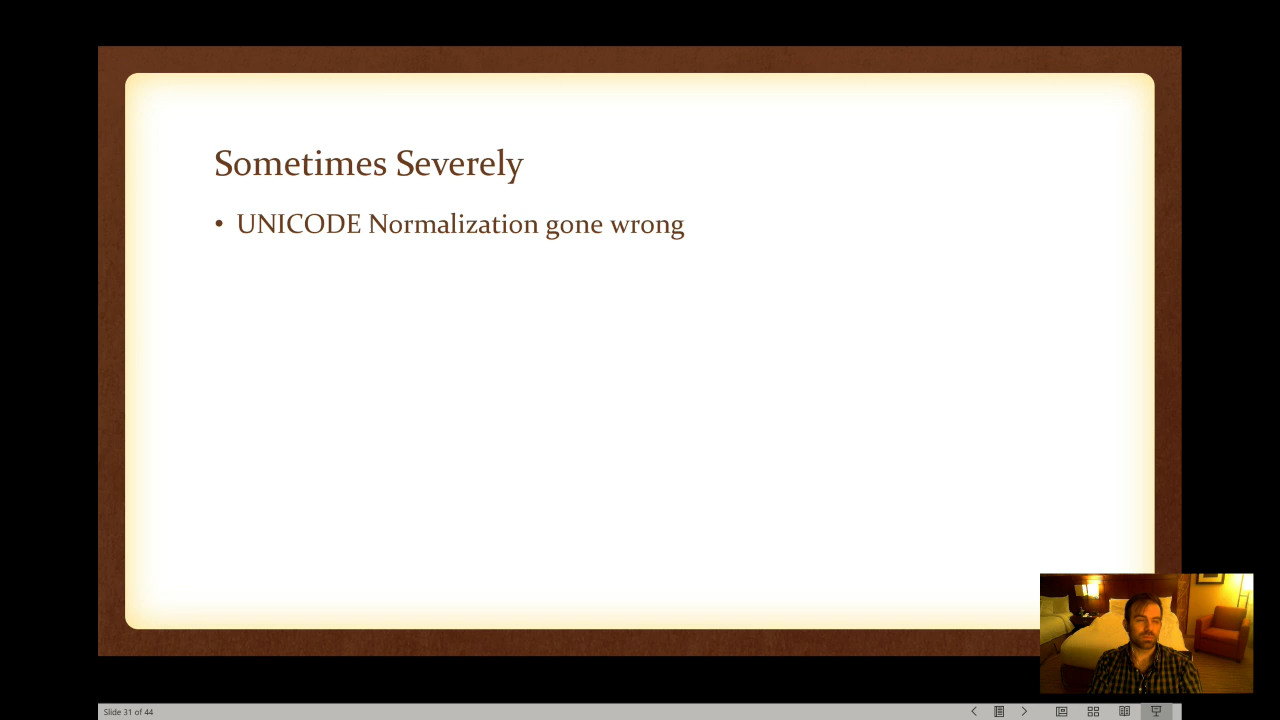 Sometimes Severely
• UNICODE Normalization gone wrong
Slide 31 of 44